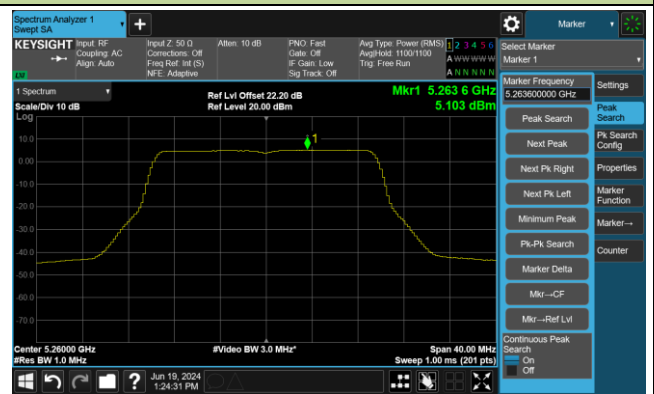 Spectrum Analyzer 1
Swept SA
+
Marker
KEYSIGHT
Input: RF
Coupling: AC
Align: Auto
Input Z: 50 Ω
Corrections: Off
Freq Ref: Int (S)
NFE: Adaptive
Atten: 10 dB
PNO: Fast
Gate: Off
IF Gain: Low
Sig Track: Off
Avg Type: Power (RMS)
Avg|Hold: 1100/1100
Trig: Free Run
1 2 3 4 5 6
A W W W W W
A N N N N N
LW
Select Marker
Marker 1
1 Spectrum
Scale/Div 10 dB
Ref Lvl Offset 22.20 dB
Ref Level 20.00 dBm
Mkr1 5.263 6 GHz
5.103 dBm
Log
10.0
0.00
-10.0
-20.0
-30.0
-40.0
-50.0
-60.0
-70.0
1
Center 5.26000 GHz
#Res BW 1.0 MHz
#Video BW 3.0 MHz*
Span 40.00 MHz
Sweep 1.00 ms (201 pts)
Marker Frequency
5.263600000 GHz
Peak Search
Next Peak
Next Pk Right
Next Pk Left
Minimum Peak
Pk-Pk Search
Marker Delta
Mkr→CF
Mkr→Ref Lvl
Continuous Peak
Search
On
Off
Settings
Peak
Search
Pk Search
Config
Properties
Marker
Function
Marker→
Counter
?
Jun 19, 2024
1:24:31 PM